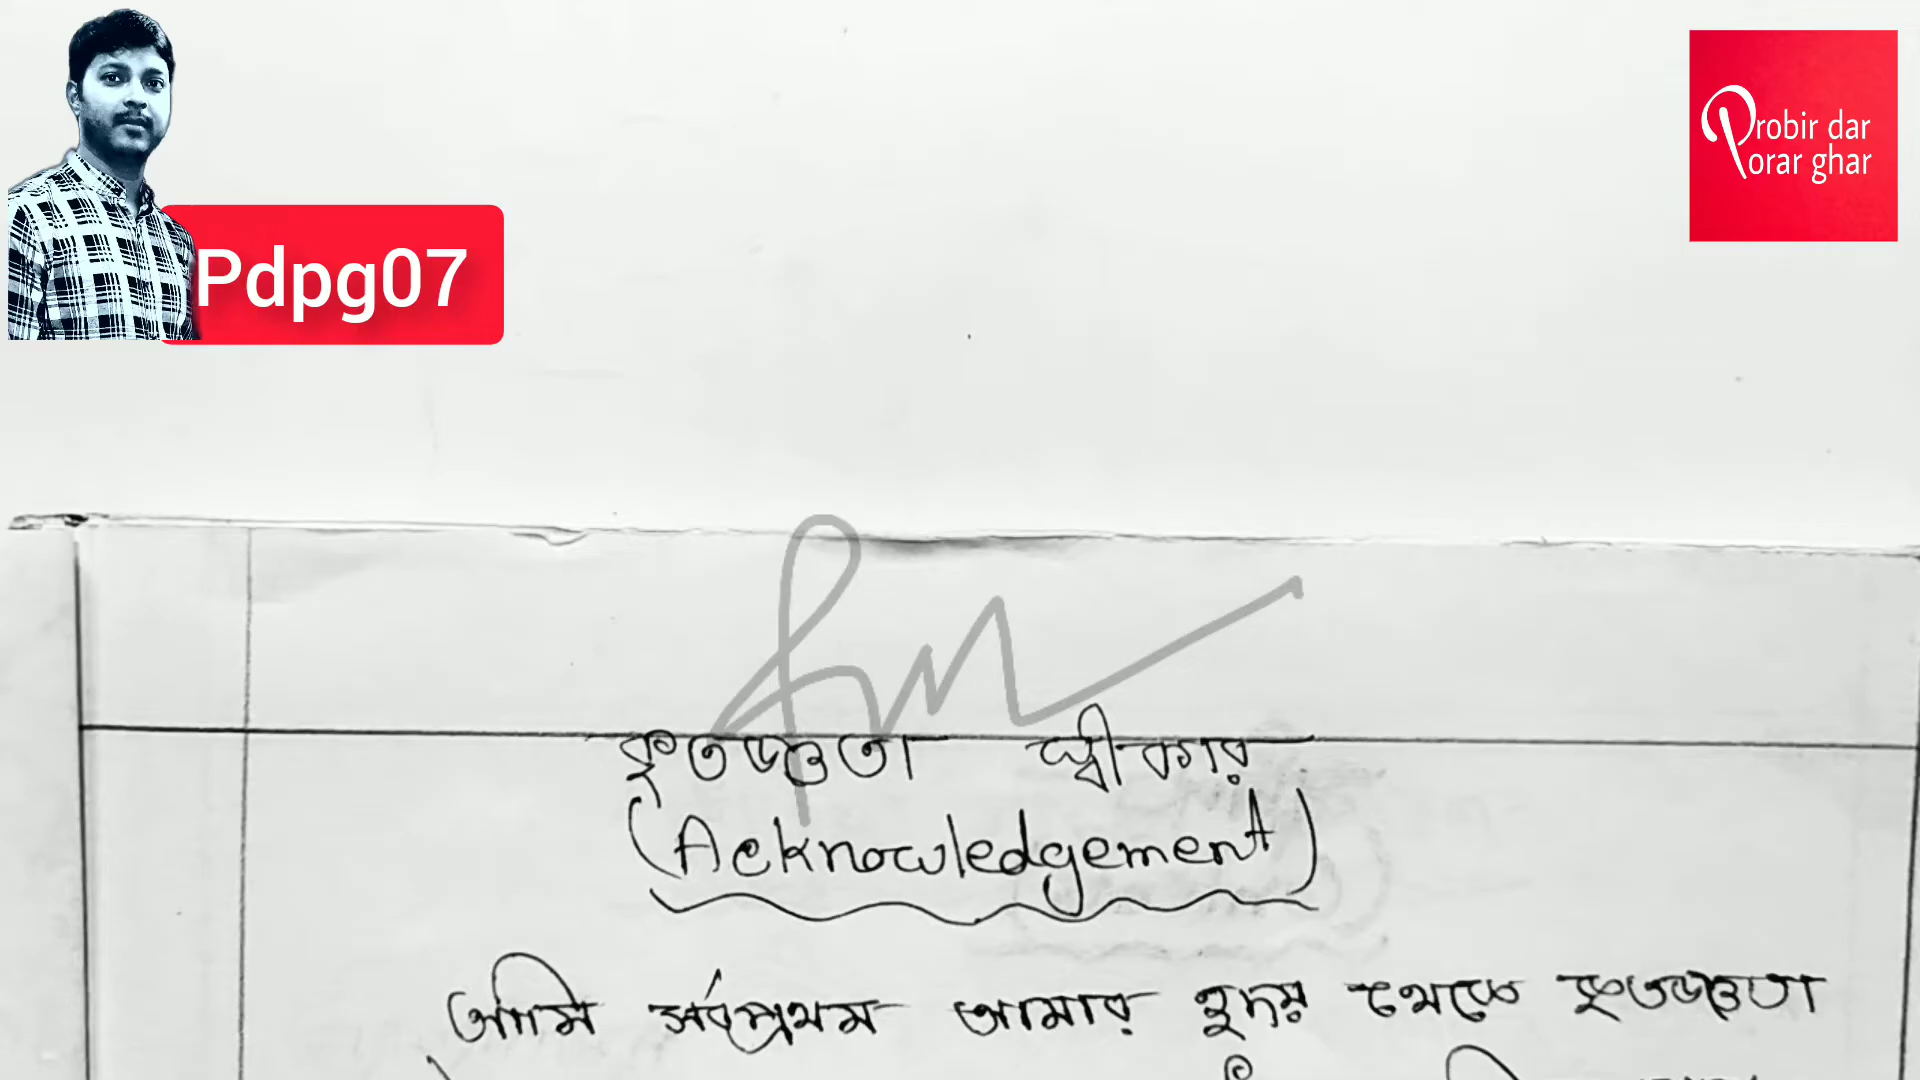 Probir dar
Porar ghar
Pdpg07
কৃতজ্ঞতা স্বীকার
(Acknowledgement)
আমি সর্বপ্রথম আমার হৃদয় থেকে কৃতজ্ঞতা